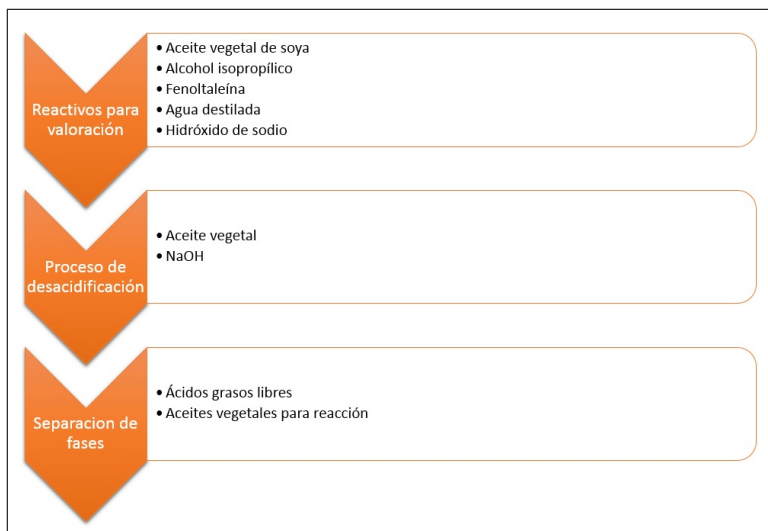 Reactivos para
valoración
• Aceite vegetal de soya
• Alcohol isopropílico
• Fenoltaleína
• Agua destilada
• Hidróxido de sodio
Proceso de
desacidificación
• Aceite vegetal
• NaOH
Separacion de
fases
• Ácidos grasos libres
• Aceites vegetales para reacción